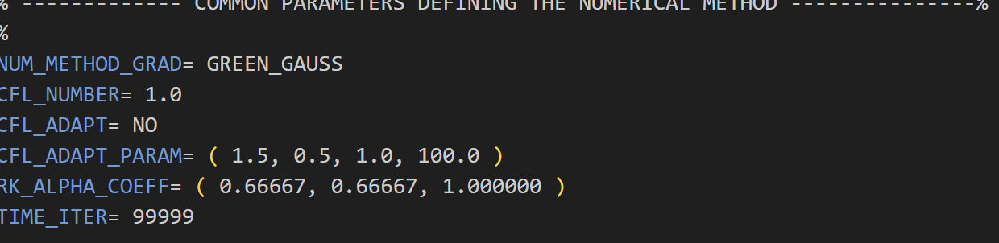 % ------------- COMMON PARAMETERS DEFINING THE NUMERICAL METHOD ---------------%
%
NUM_METHOD_GRAD= GREEN_GAUSS
CFL_NUMBER= 1.0
CFL_ADAPT= NO
CFL_ADAPT_PARAM= ( 1.5, 0.5, 1.0, 100.0 )
RK_ALPHA_COEFF= ( 0.66667, 0.66667, 1.000000 )
TIME_ITER= 99999